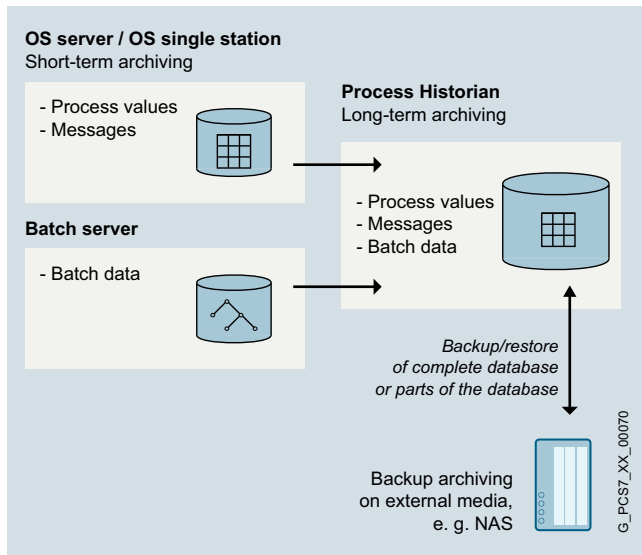 OS server / OS single station
Short-term archiving
- Process values
- Messages
Batch server
- Batch data
Process Historian
Long-term archiving
- Process values
- Messages
- Batch data
Backup/restore
of complete database
or parts of the database
Backup archiving
on external media,
e. g. NAS
G_PCS7_XX_00070